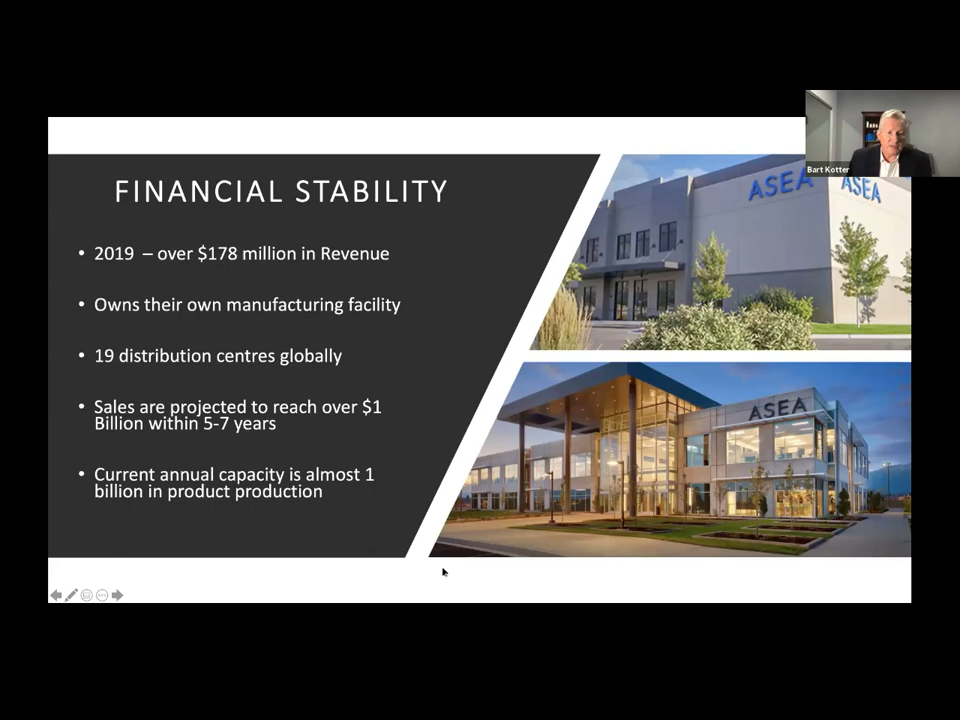 FINANCIAL STABILITY
• 2019 – over $178 million in Revenue
• Owns their own manufacturing facility
• 19 distribution centres globally
• Sales are projected to reach over $1
Billion within 5-7 years
• Current annual capacity is almost 1
billion in product production
ASEA ASEA
ASEA
Bart Kotter